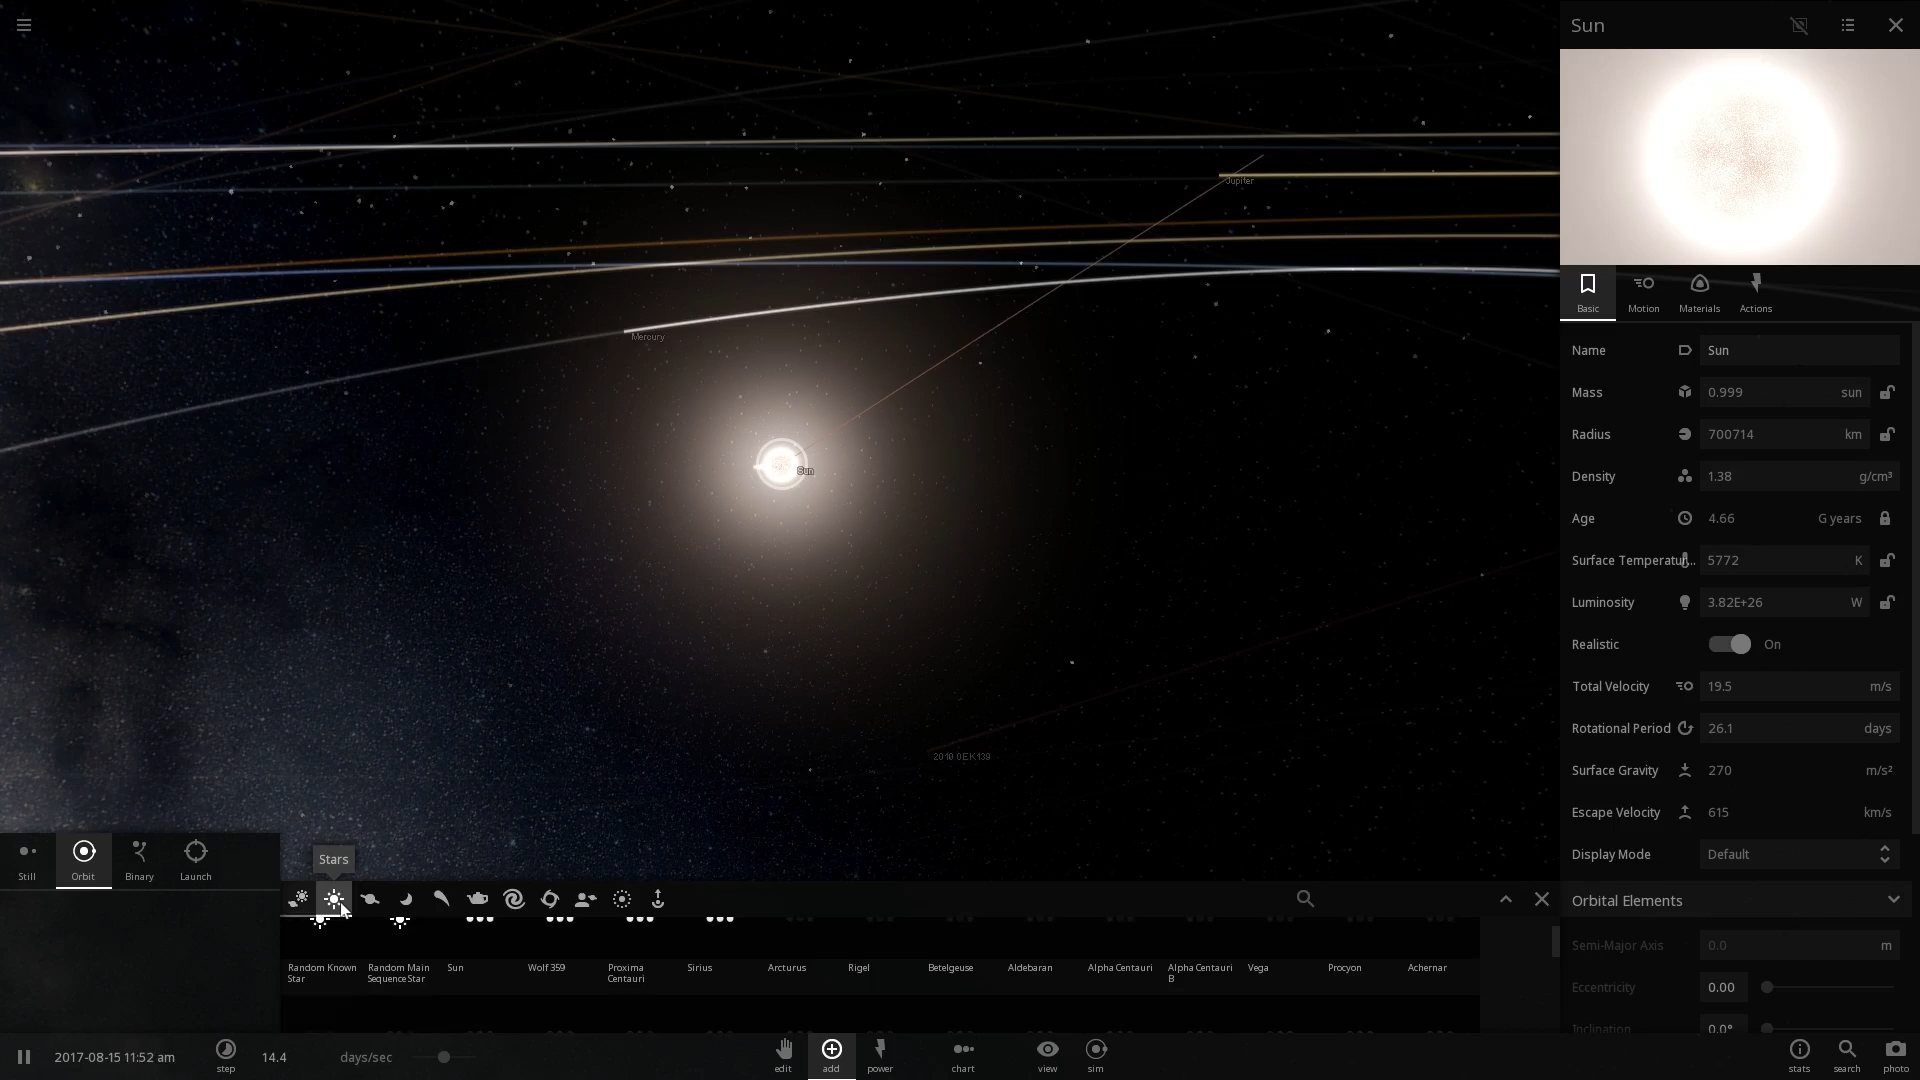 Sun
Jupiter
Mercury
Sun
2010 OEK139
Basic
Motion
Materials
Actions
Name
Sun
Mass
0.999
sun
Radius
700714
km
Density
1.38
g/cm³
Age
4.66
G years
Surface Temperatur...
5772
K
Luminosity
3.82E+26
W
Realistic
On
Total Velocity
19.5
m/s
Rotational Period
26.1
days
Surface Gravity
270
m/s²
Escape Velocity
615
km/s
Display Mode
Default
Orbital Elements
Semi-Major Axis
0.0
m
Eccentricity
0.00
Inclination
0.0°
Still
Orbit
Binary
Launch
Stars
Random Known
Star
Random Main
Sequence Star
Sun
Wolf 359
Proxima
Centauri
Sirius
Arcturus
Rigel
Betelgeuse
Aldebaran
Alpha Centauri
Alpha Centauri
B
Vega
Procyon
Achernar
2017-08-15 11:52 am
step
14.4
days/sec
edit
add
power
chart
view
sim
stats
search
photo